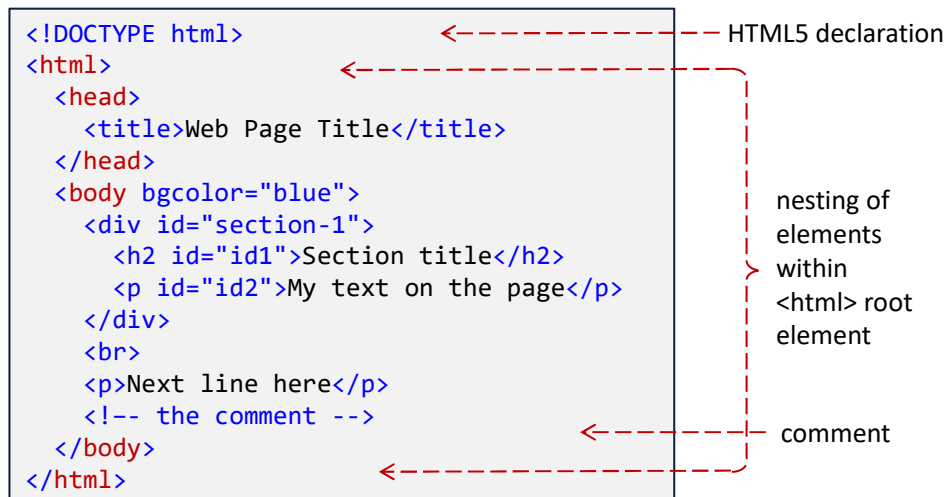 <!DOCTYPE html>
HTML5 declaration
<html>
<head>
<title>Web Page Title</title>
</head>
<body bgcolor="blue">
<div id="section-1">
<h2 id="id1">Section title</h2>
<p id="id2">My text on the page</p>
</div>
<br>
<p>Next line here</p>
<!–- the comment -->
</body>
</html>
nesting of
elements
within
<html> root
element
comment